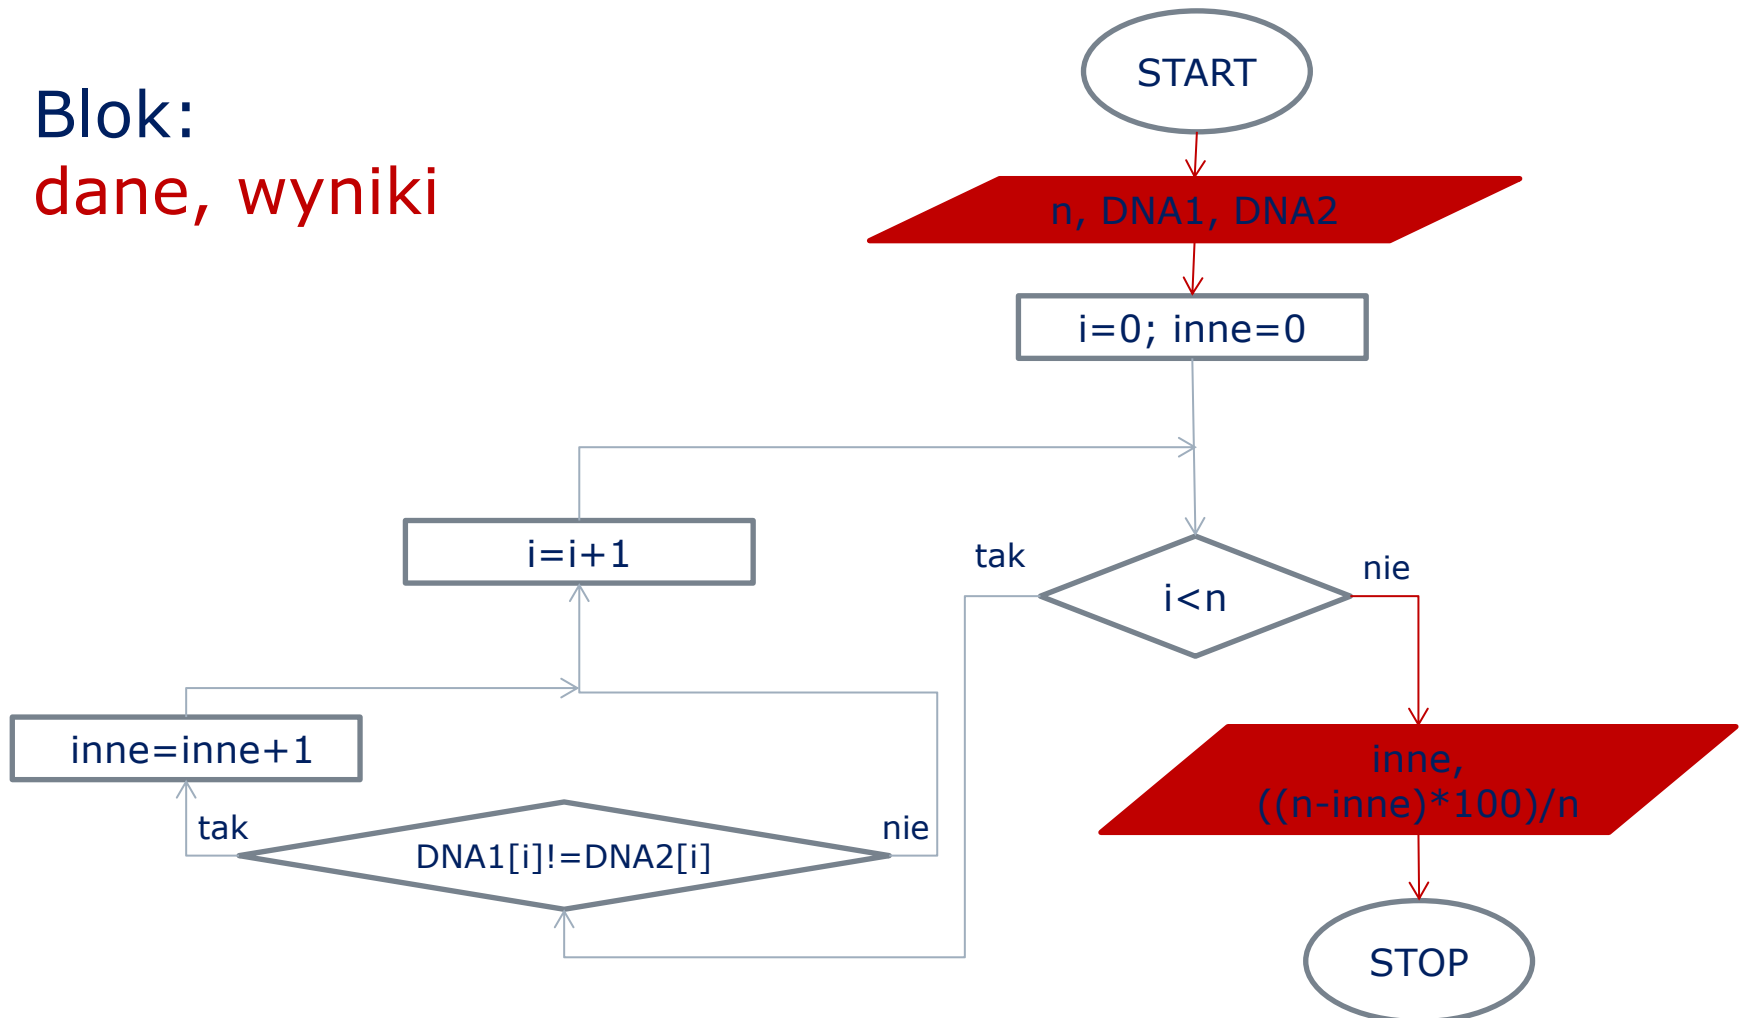 Blok:
dane, wyniki
START
n, DNA1, DNA2
i=0; inne=0
i=i+1
tak
i<n
nie
inne=inne+1
inne,
((n-inne)*100)/n
tak
DNA1[i]!=DNA2[i]
nie
STOP